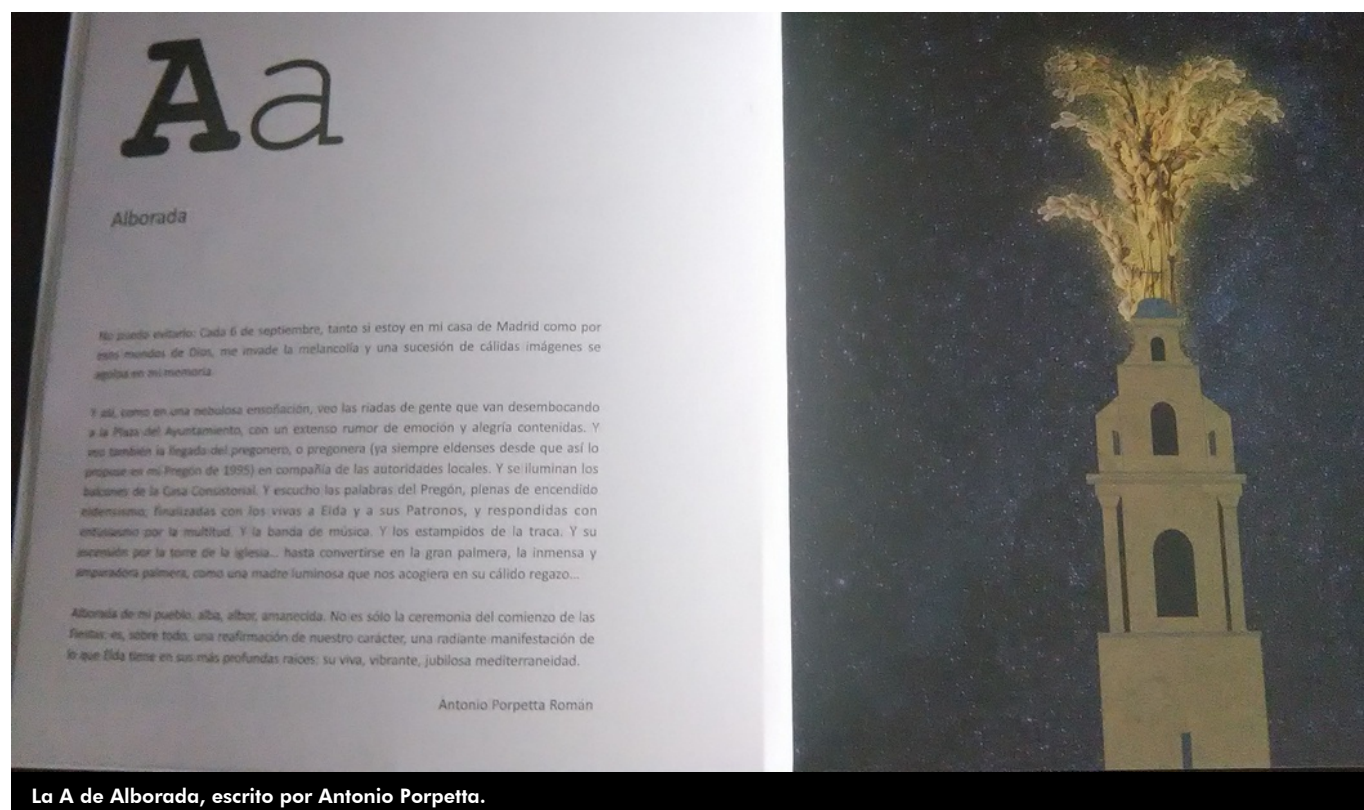 Aa
Alborada
No puedo evitarlo: Cada 6 de septiembre, tanto si estoy en mi casa de Madrid como por
esos mundos de Dios, me invade la melancolía y una sucesión de cálidas imágenes se
agolpa en mi memoria.
Y así, como en una nebulosa ensoñación, veo las riadas de gente que van desembocando
a la Plaza del Ayuntamiento, con un extenso rumor de emoción y alegría contenidas. Y
veo también la llegada del pregonero, o pregonera (ya siempre eldenses desde que así lo
propuse en mi Pregón de 1995) en compañía de las autoridades locales. Y se iluminan los
balcones de la Casa Consistorial. Y escucho las palabras del Pregón, plenas de encendido
eldensismo, finalizadas con los vivas a Elda y a sus Patronos, y respondidas con
entusiasmo por la multitud. Y la banda de música. Y los estampidos de la traca. Y su
ascensión por la torre de la iglesia... hasta convertirse en la gran palmera, la inmensa y
amparadora palmera, como una madre luminosa que nos acogiera en su cálido regazo...
Alborada de mi pueblo, alba, albor, amanecida. No es sólo la ceremonia del comienzo de las
Fiestas: es, sobre todo, una reafirmación de nuestro carácter, una radiante manifestación de
lo que Elda tiene en sus más profundas raíces: su viva, vibrante, jubilosa mediterraneidad.
Antonio Porpetta Román
La A de Alborada, escrito por Antonio Porpetta.